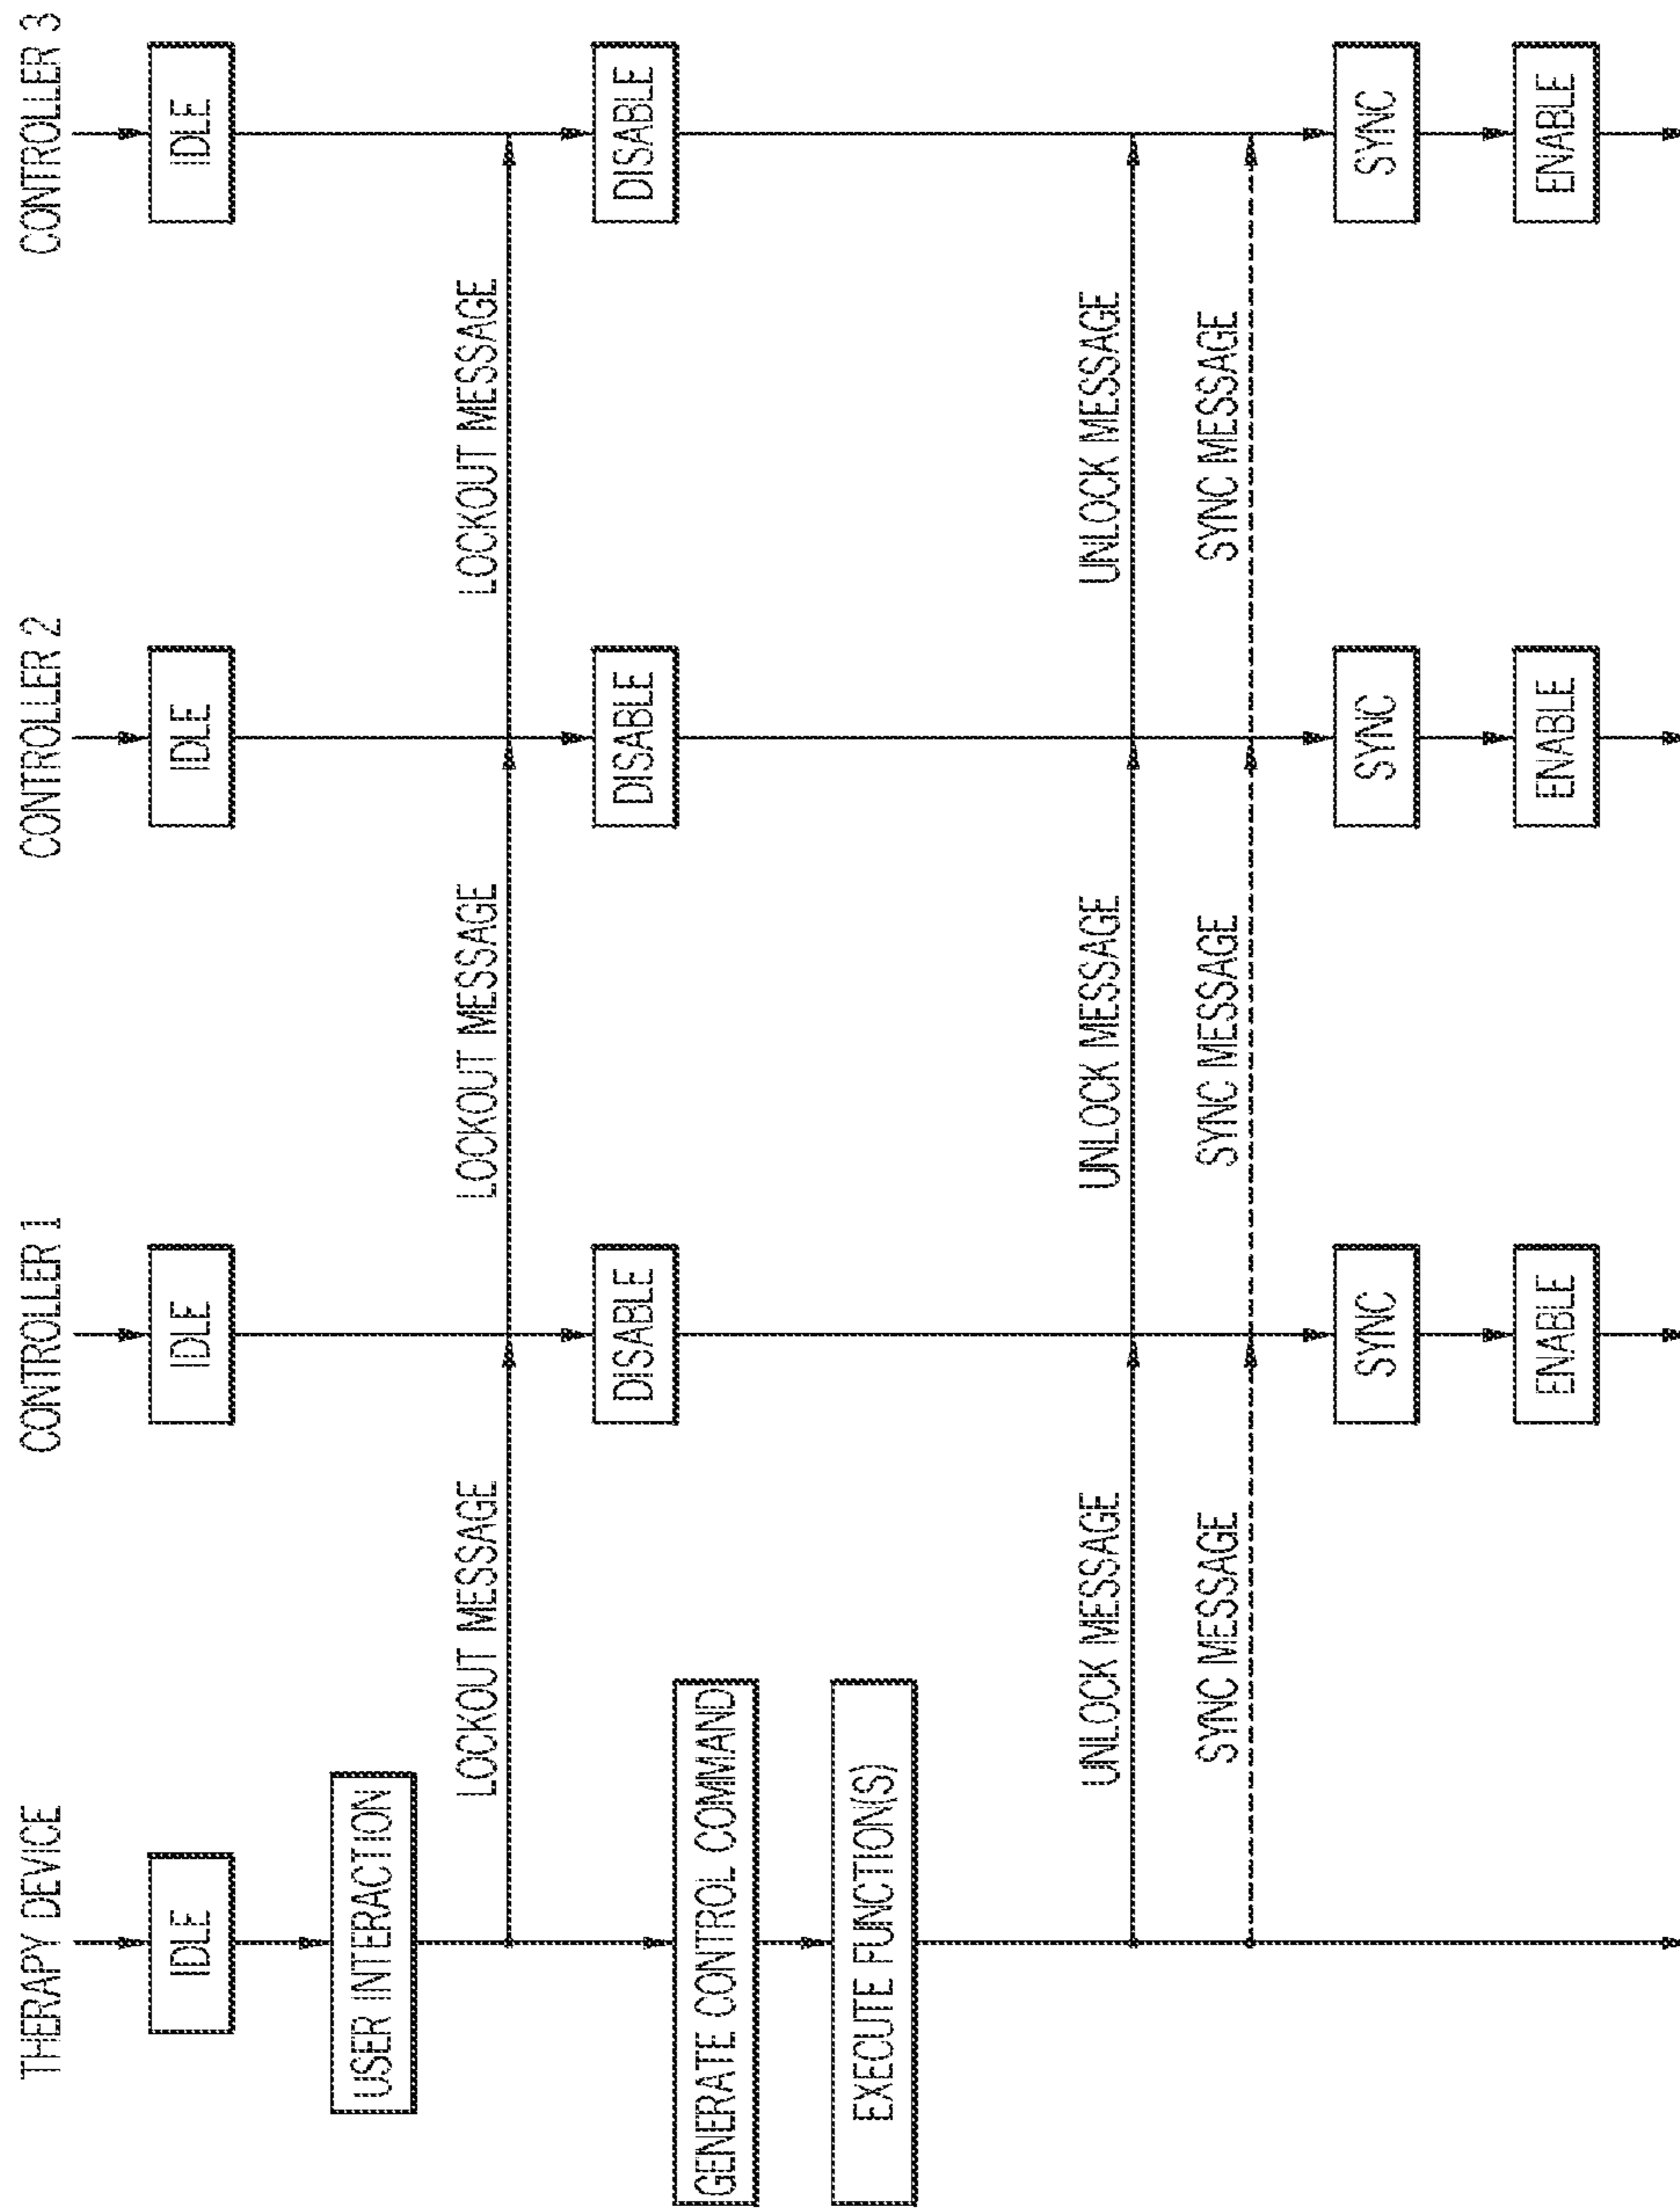 THERAPY DEVICE
CONTROLLER 1
CONTROLLER 2
CONTROLLER 3
IDLE
IDLE
IDLE
IDLE
USER INTERACTION
LOCKOUT MESSAGE
LOCKOUT MESSAGE
LOCKOUT MESSAGE
DISABLE
DISABLE
DISABLE
GENERATE CONTROL COMMAND
EXECUTE FUNCTION(S)
UNLOCK MESSAGE
UNLOCK MESSAGE
UNLOCK MESSAGE
SYNC MESSAGE
SYNC MESSAGE
SYNC MESSAGE
SYNC
SYNC
SYNC
ENABLE
ENABLE
ENABLE